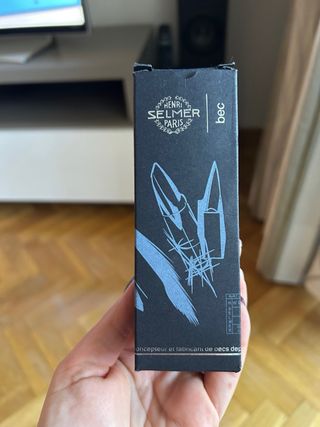 HENRI
SELMER
PARIS
bec
concepteur et fabricant de becs dep